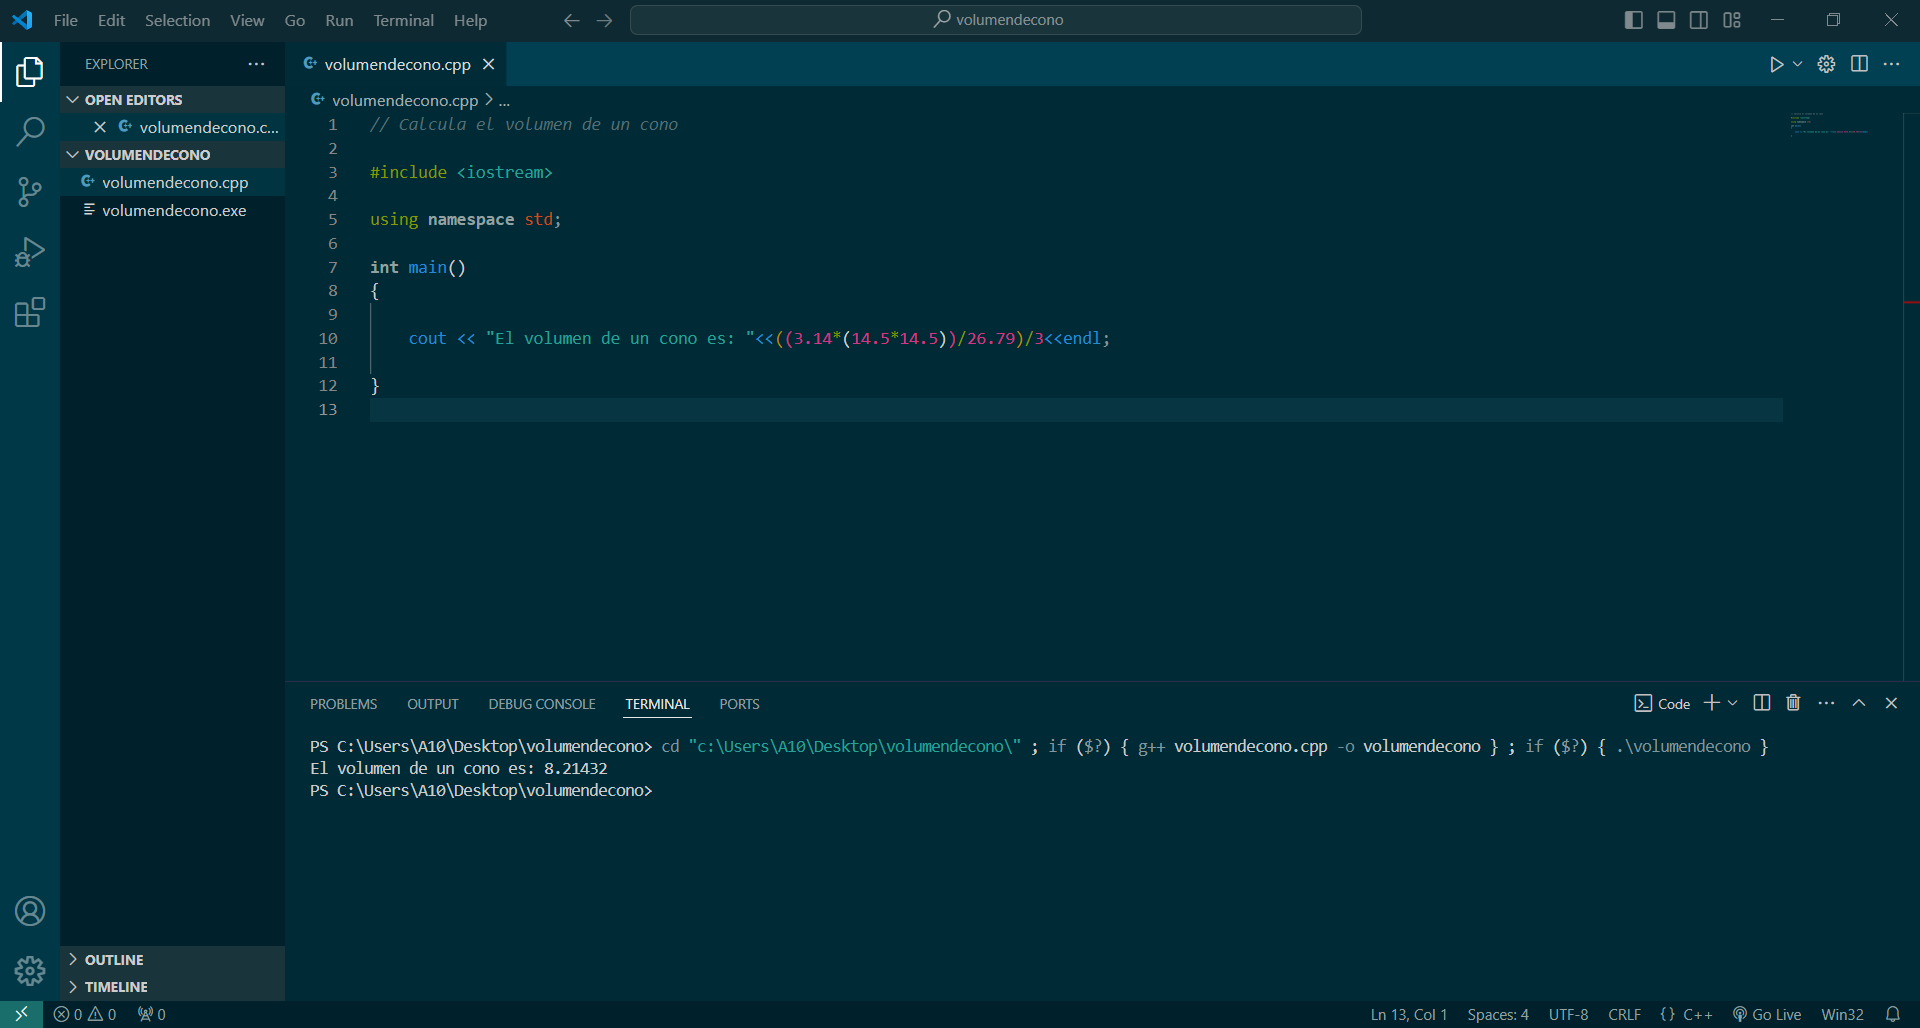 File Edit Selection View Go Run Terminal Help volumendecono
EXPLORER
OPEN EDITORS
volumendecono.c...
VOLUMENDECONO
volumendecono.cpp
volumendecono.exe
OUTLINE
TIMELINE
volumendecono.cpp
volumendecono.cpp > ...
1 // Calcula el volumen de un cono
2
3 #include <iostream>
4
5 using namespace std;
6
7 int main()
8 {
9
10 cout << "El volumen de un cono es: "<<((3.14*(14.5*14.5))/26.79)/3<<endl;
11
12 }
13
PROBLEMS OUTPUT DEBUG CONSOLE TERMINAL PORTS Code
PS C:\Users\A10\Desktop\volumendecono> cd "c:\Users\A10\Desktop\volumendecono\" ; if ($?) { g++ volumendecono.cpp -o volumendecono } ; if ($?) { .\volumendecono }
El volumen de un cono es: 8.21432
PS C:\Users\A10\Desktop\volumendecono>
0 0 0 Ln 13, Col 1 Spaces: 4 UTF-8 CRLF {} C++ Go Live Win32